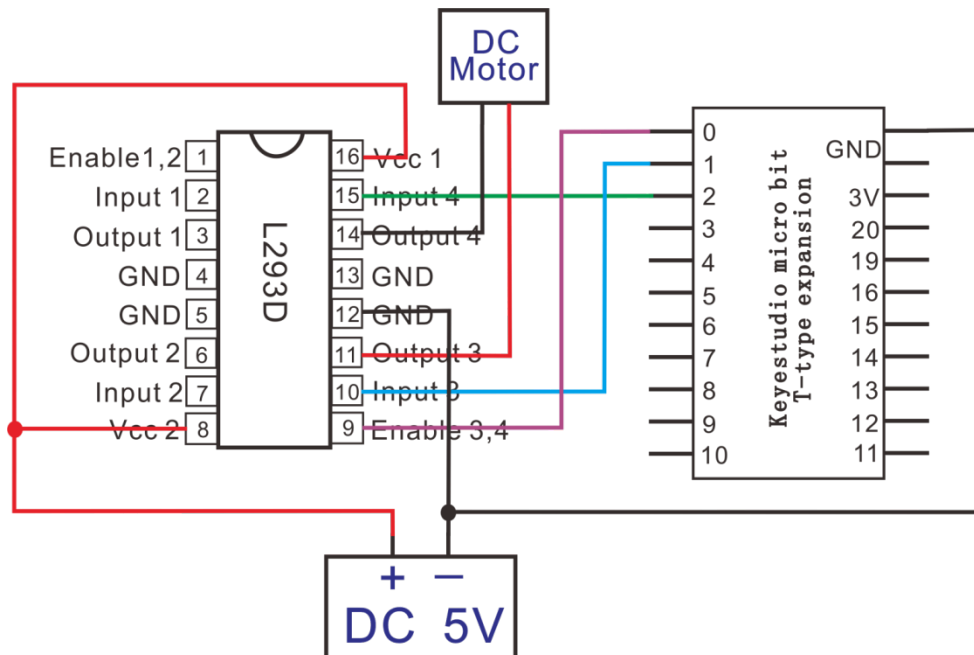 DC
Motor
Enable1,2 1
Input 1 2
Output 1 3
GND 4
GND 5
Output 2 6
Input 2 7
Vcc 2 8
L293D
16 Vcc 1
15 Input 4
14 Output 4
13 GND
12 GND
11 Output 3
10 Input 3
9 Enable 3,4
0
1
2
3
4
5
6
7
8
9
10
Keyestudio micro bit
T-type expansion
GND
3V
20
19
16
15
14
13
12
11
+ −
DC 5V